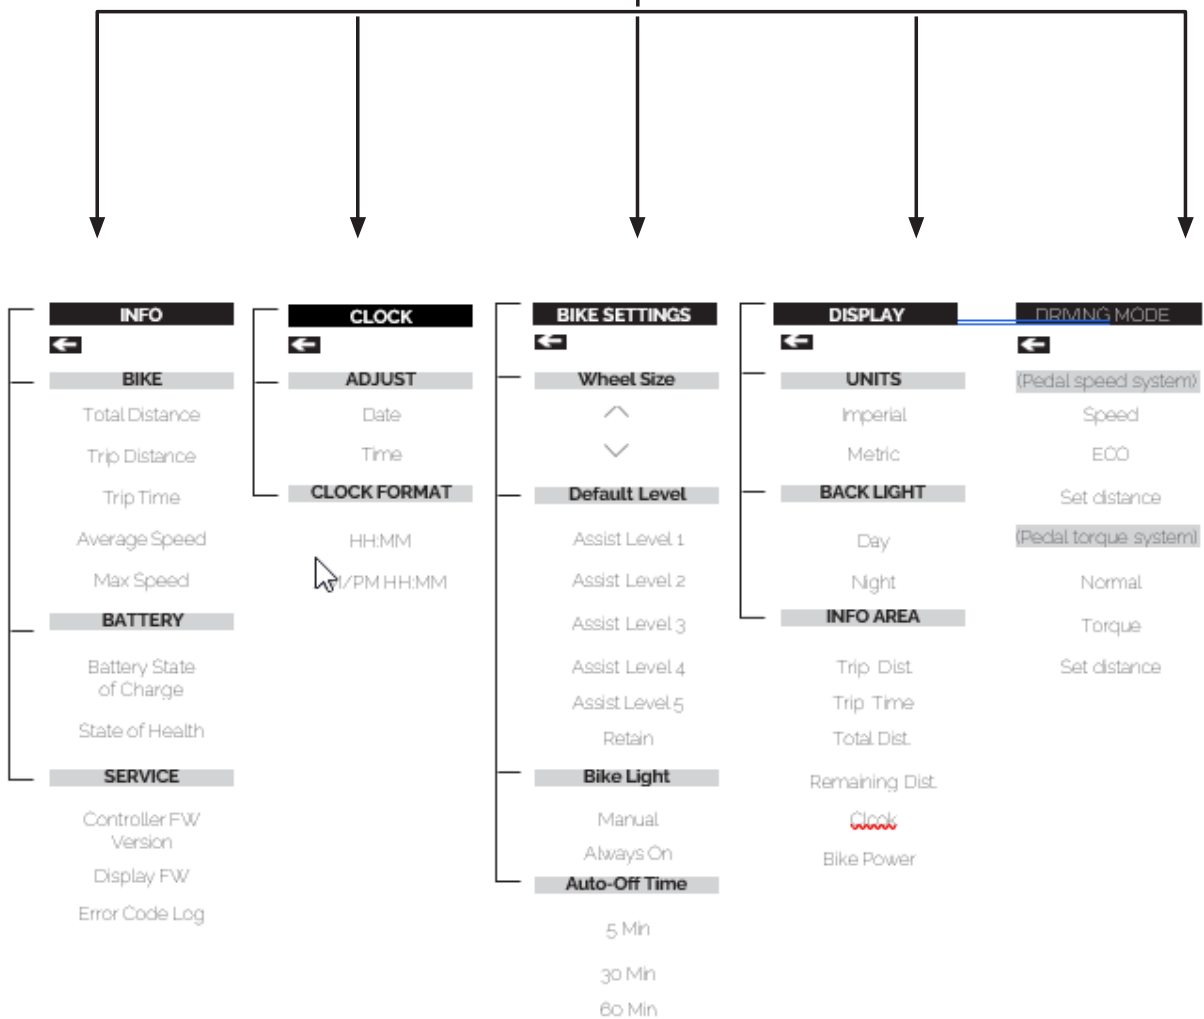 INFO
BIKE
Total Distance
Trip Distance
Trip Time
Average Speed
Max Speed
BATTERY
Battery State
of Charge
State of Health
SERVICE
Controller FW
Version
Display FW
Error Code Log
CLOCK
ADJUST
Date
Time
CLOCK FORMAT
HH:MM
/PM HH:MM
BIKE SETTINGS
Wheel Size
Default Level
Assist Level 1
Assist Level 2
Assist Level 3
Assist Level 4
Assist Level 5
Retain
Bike Light
Manual
Always On
Auto-Off Time
5 Min
30 Min
60 Min
DISPLAY
UNITS
Imperial
Metric
BACK LIGHT
Day
Night
INFO AREA
Trip Dist.
Trip Time
Total Dist.
Remaining Dist.
Clcok
Bike Power
DRIVING MODE
(Pedal speed system)
Speed
ECO
Set distance
(Pedal torque system)
Normal
Torque
Set distance